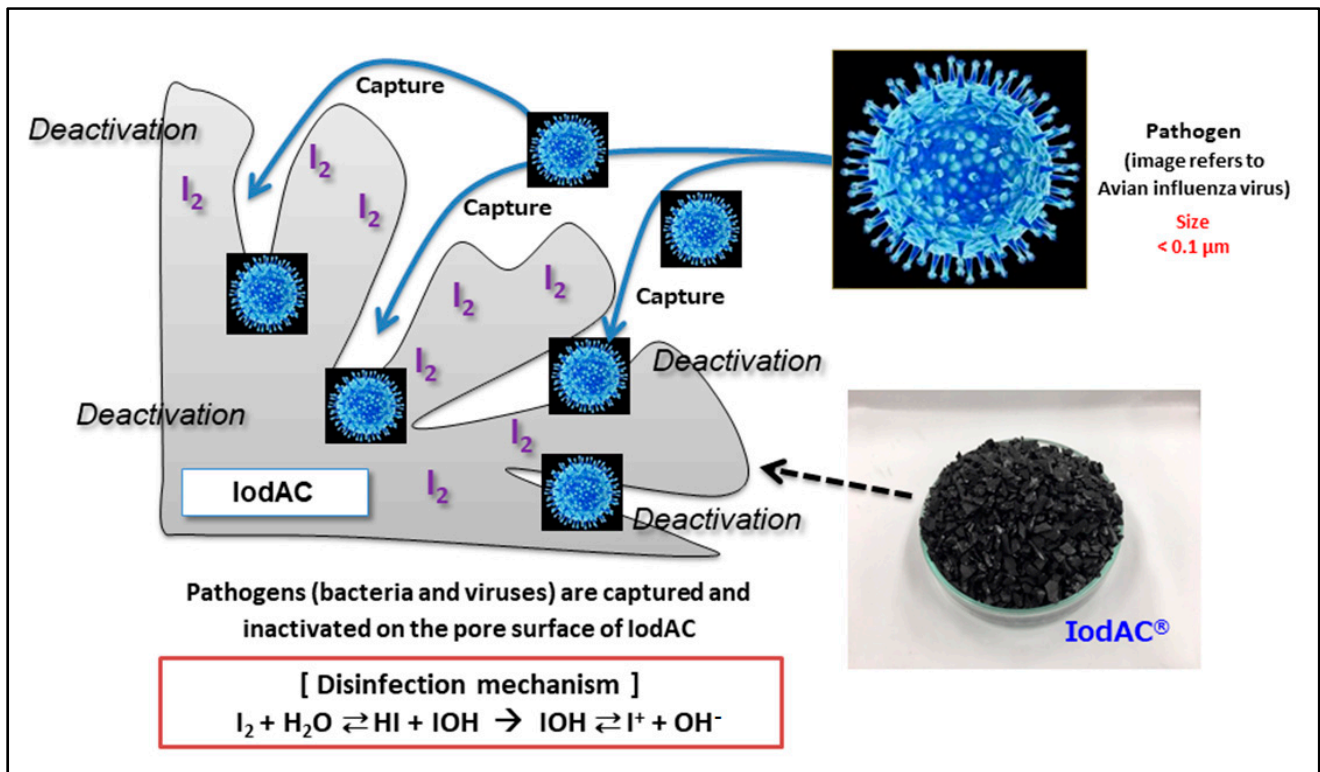 Capture
Deactivation
I₂
I₂
I₂
Capture
Pathogen
(image refers to
Avian influenza virus)
Size
< 0.1 μm
I₂
I₂
Capture
I₂
Deactivation
Deactivation
I₂
I₂
IodAC
Deactivation
IodAC®
Pathogens (bacteria and viruses) are captured and
inactivated on the pore surface of IodAC
[ Disinfection mechanism ]
I₂ + H₂O ⇄ HI + IOH → IOH ⇄ I⁺ + OH⁻